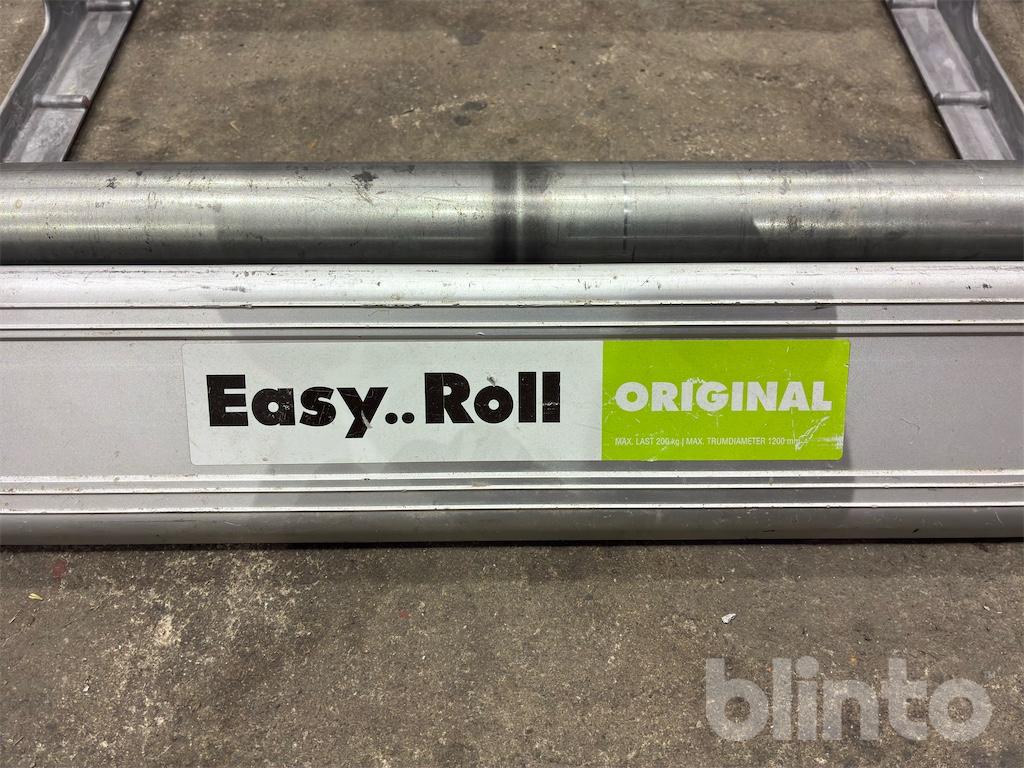 Easy..Roll
ORIGINAL
MAX. LAST 200 kg / MAX. TRUMDIAMETER 1200 mm
blinto